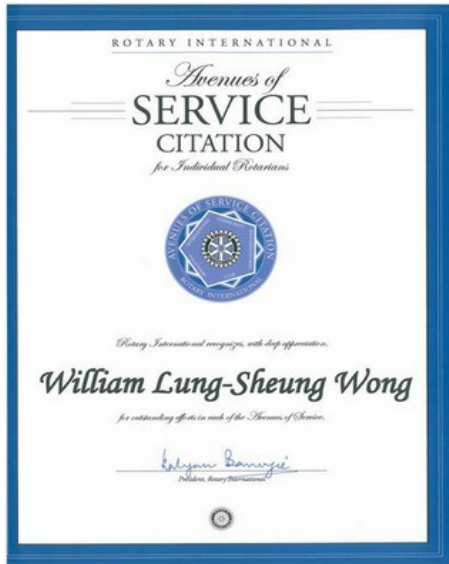 ROTARY INTERNATIONAL
Avenues of
SERVICE
CITATION
for Individual Rotarians
AVENUES OF SERVICE CITATION
ROTARY INTERNATIONAL
Rotary International recognizes, with deep appreciation,
William Lung-Sheung Wong
for outstanding efforts in each of the Avenues of Service.
Kalyan Banerjee
President, Rotary International